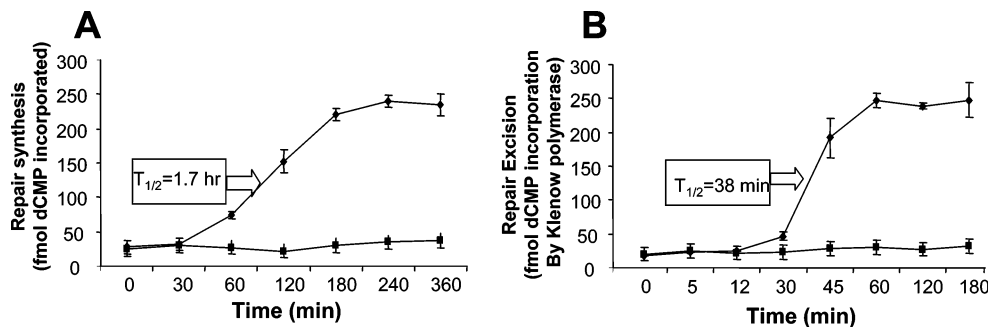 A
Repair synthesis
(fmol dCMP incorporated)
300
250
200
150
100
50
0
T1/2=1.7 hr
0 30 60 120 180 240 360
Time (min)
B
Repair Excision
(fmol dCMP incorporation
By Klenow polymerase)
300
250
200
150
100
50
0
T1/2=38 min
0 5 12 30 45 60 120 180
Time (min)